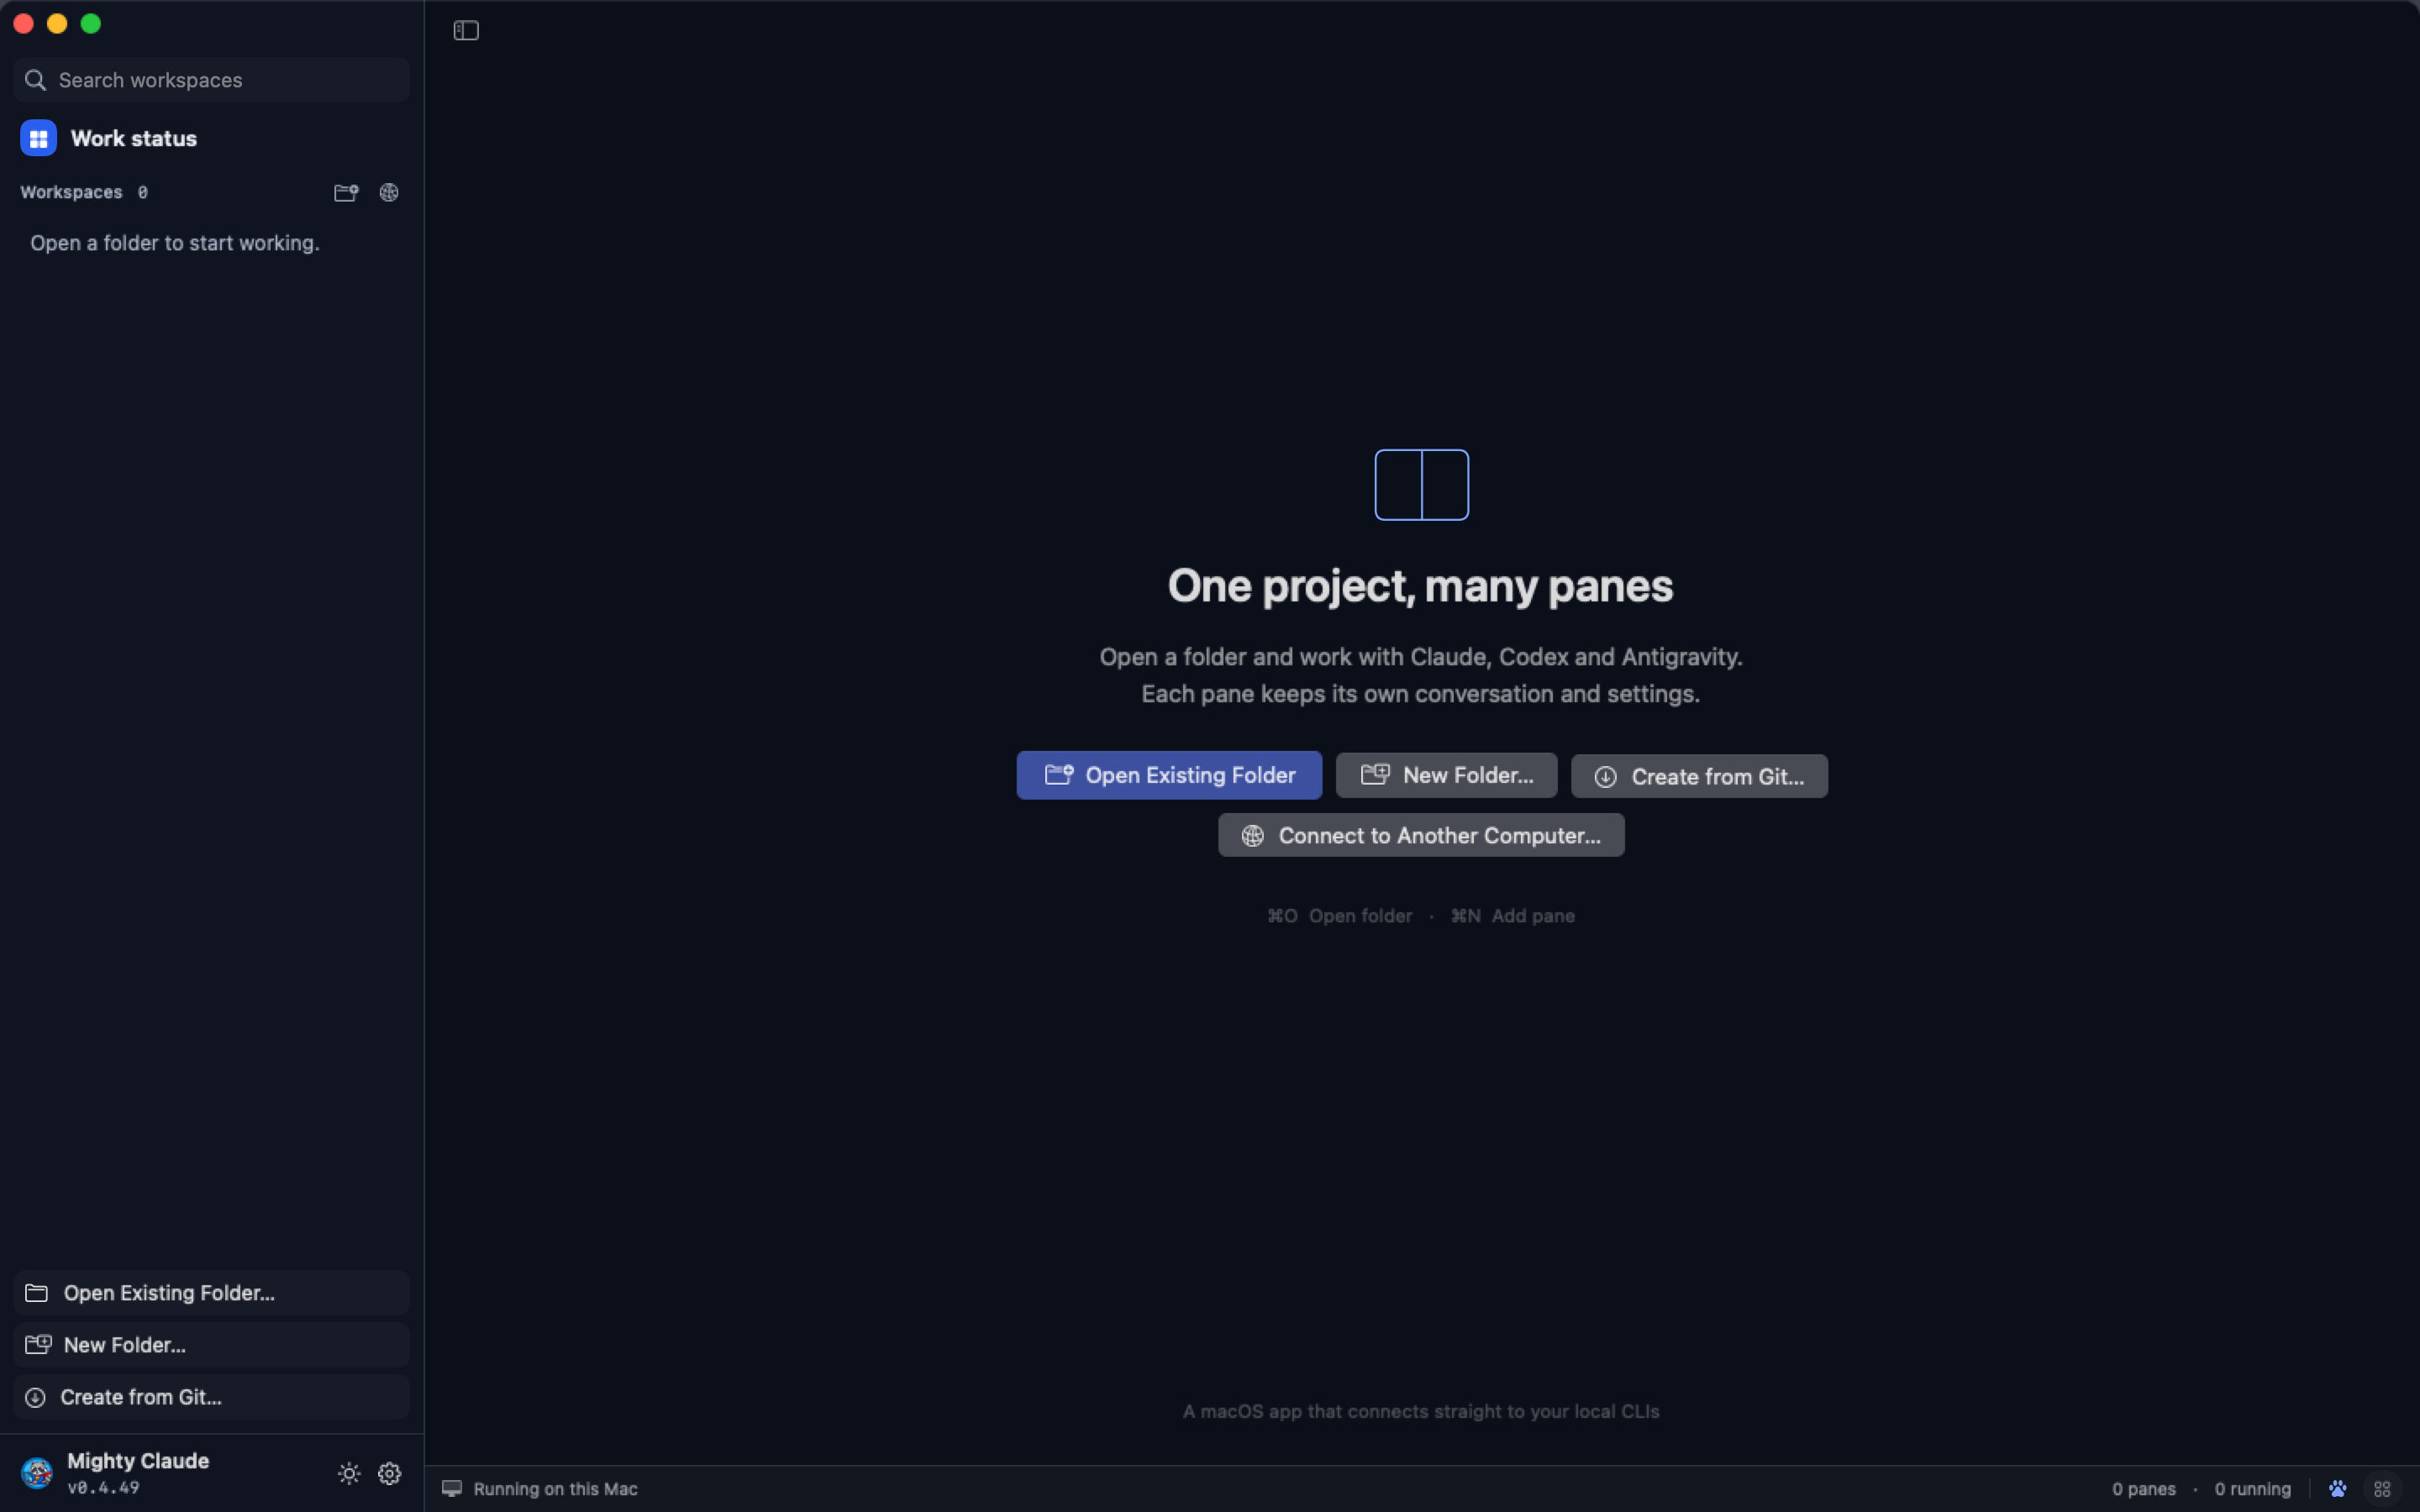 Search workspaces
Work status
Workspaces 0
Open a folder to start working.
One project, many panes
Open a folder and work with Claude, Codex and Antigravity.
Each pane keeps its own conversation and settings.
Open Existing Folder
New Folder...
Create from Git...
Connect to Another Computer...
⌘O Open folder · ⌘N Add pane
A macOS app that connects straight to your local CLIs
Open Existing Folder...
New Folder...
Create from Git...
Mighty Claude
v0.4.49
Running on this Mac
0 panes · 0 running